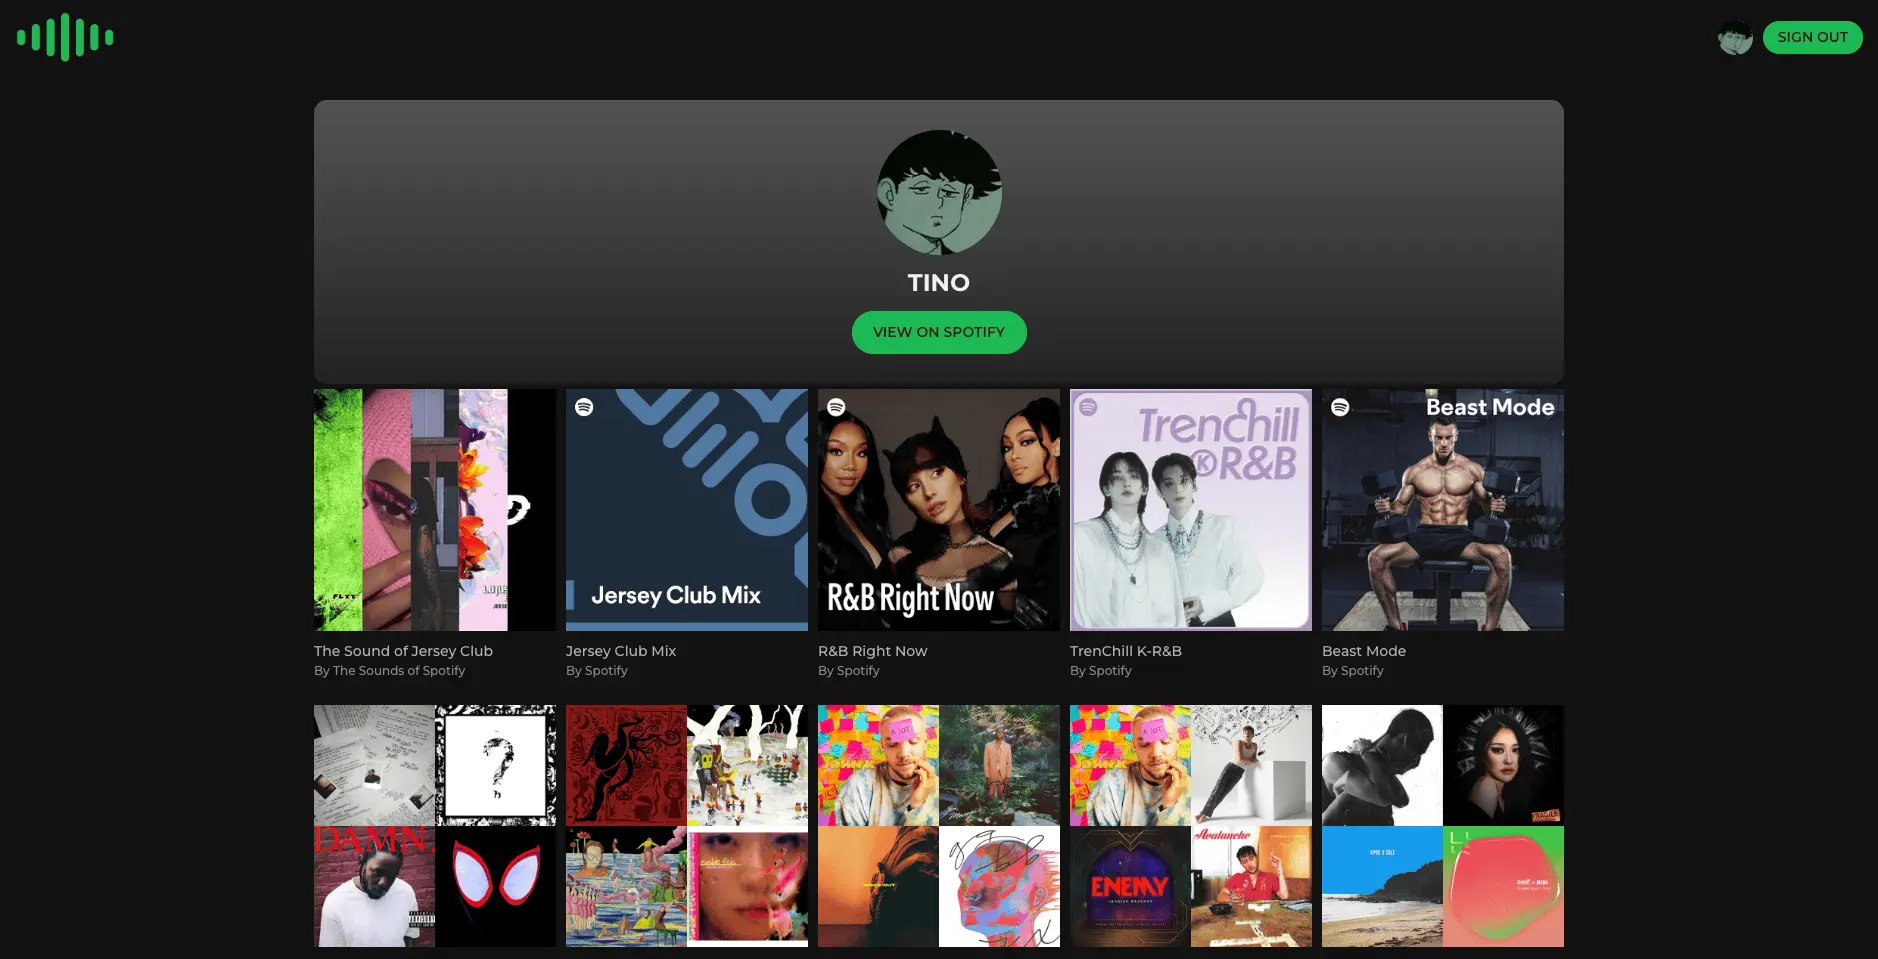 SIGN OUT
TINO
VIEW ON SPOTIFY
Jersey Club Mix
R&B Right Now
Trenchill
K R&B
Beast Mode
The Sound of Jersey Club
By The Sounds of Spotify
Jersey Club Mix
By Spotify
R&B Right Now
By Spotify
TrenChill K-R&B
By Spotify
Beast Mode
By Spotify
?
A LOT
DAMN.
ENEMY
Avalanche
FRAGILE